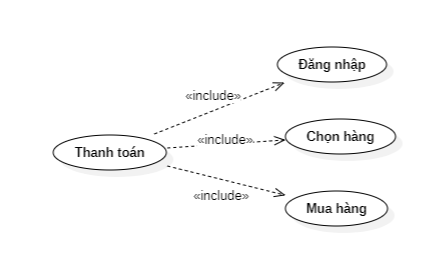 Đăng nhập
«include»
«include»
Chọn hàng
Thanh toán
«include»
Mua hàng